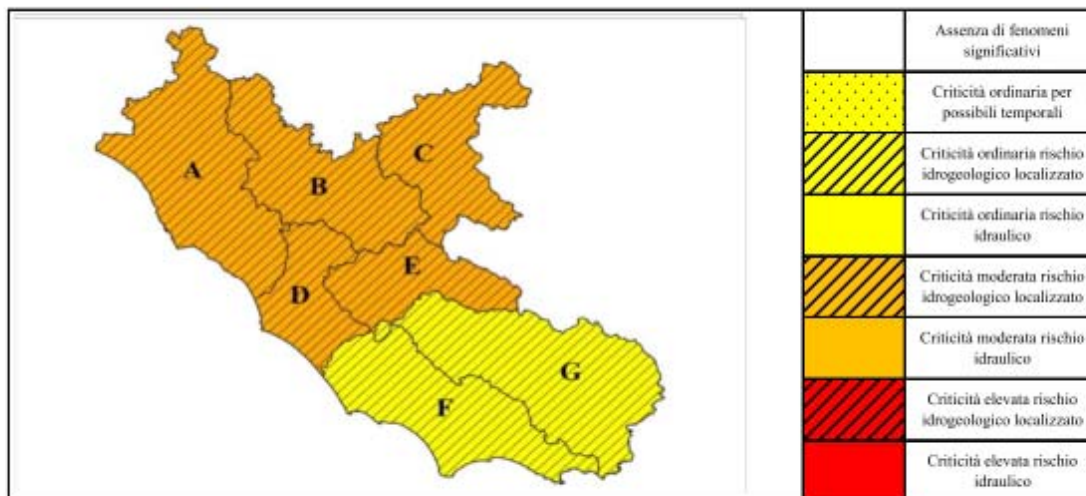 A
B
C
D
E
F
G
Assenza di fenomeni
significativi
Criticità ordinaria per
possibili temporali
Criticità ordinaria rischio
idrogeologico localizzato
Criticità ordinaria rischio
idraulico
Criticità moderata rischio
idrogeologico localizzato
Criticità moderata rischio
idraulico
Criticità elevata rischio
idrogeologico localizzato
Criticità elevata rischio
idraulico